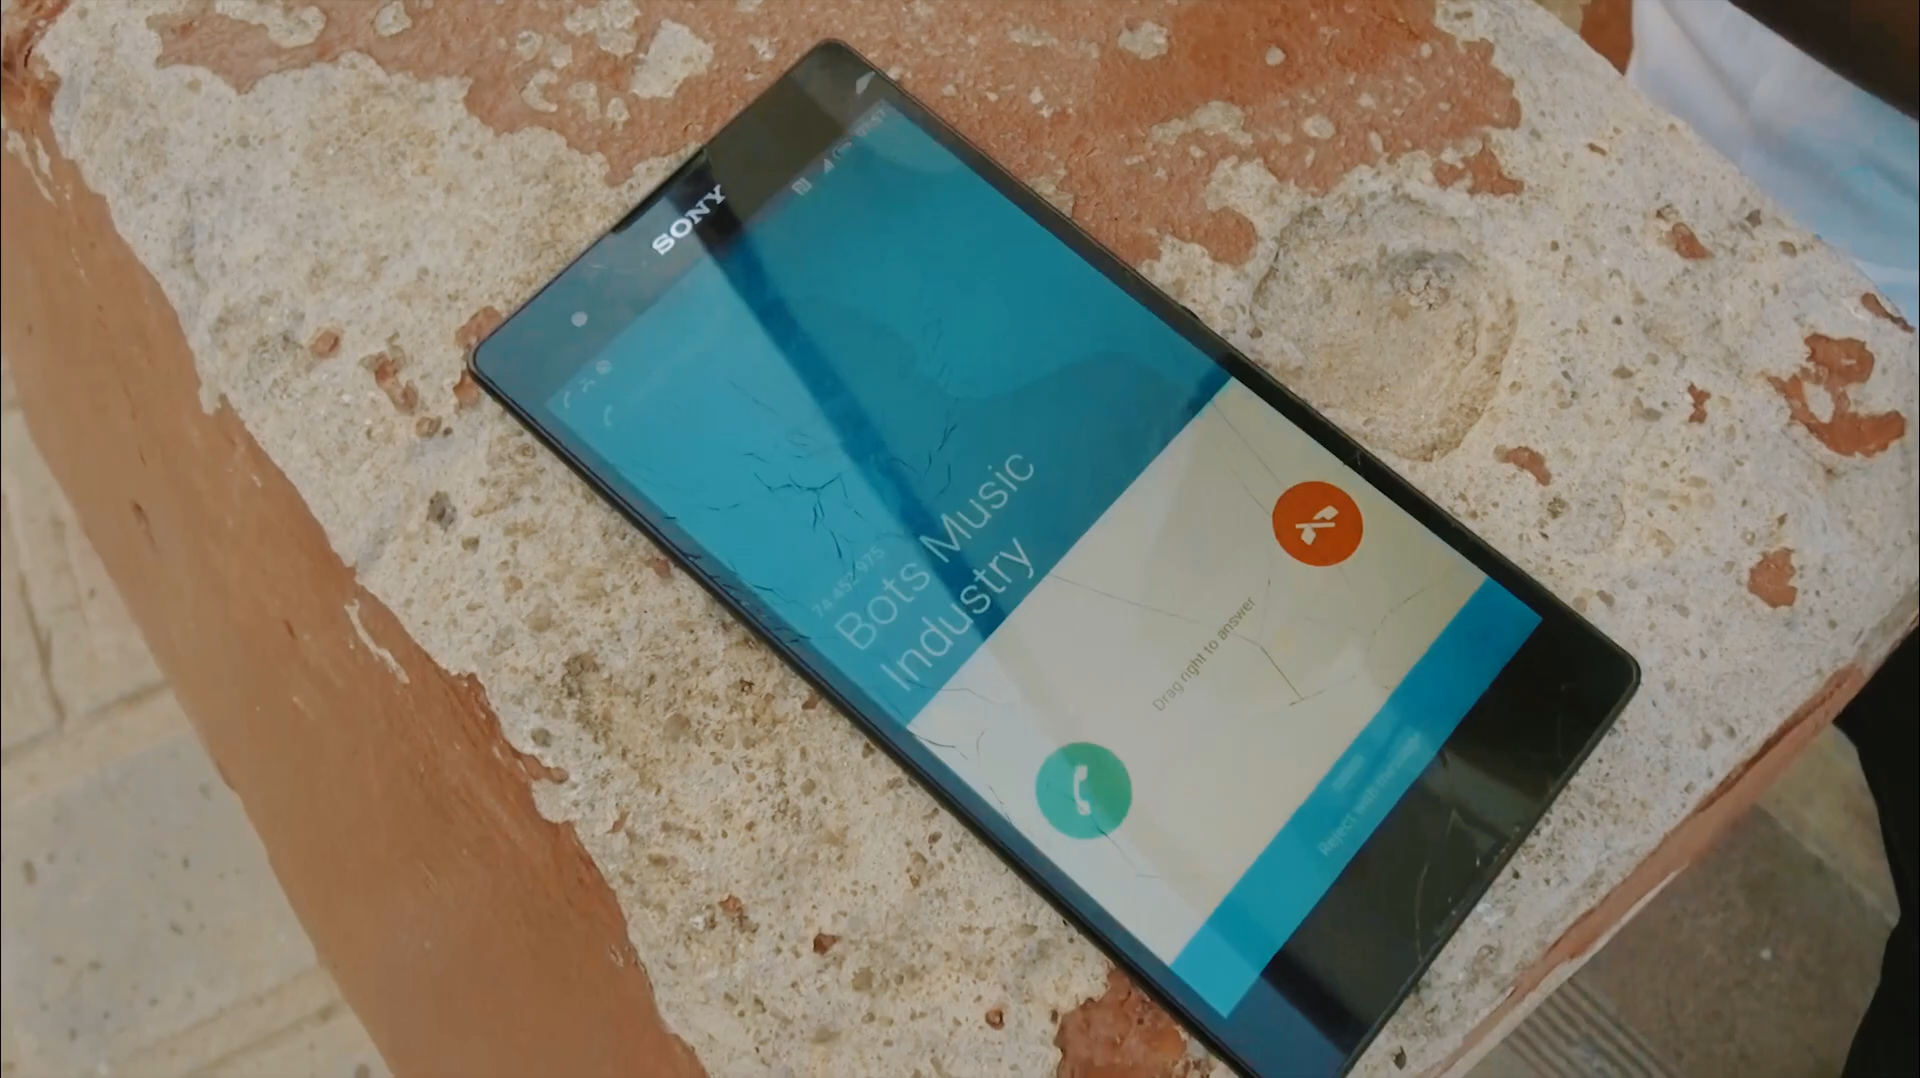 SONY
74 452 975
Bots Music
Industry
Drag right to answer
Reject with message